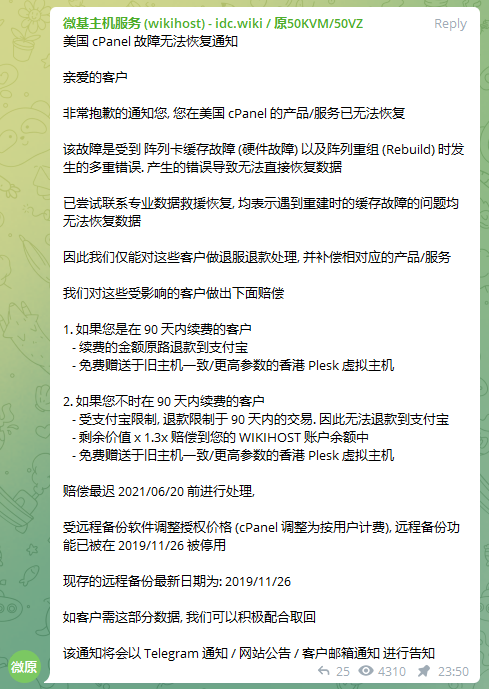 微基主机服务 (wikihost) - idc.wiki / 原50KVM/50VZ
Reply
美国 cPanel 故障无法恢复通知
亲爱的客户
非常抱歉的通知您, 您在美国 cPanel 的产品/服务已无法恢复
该故障是受到 阵列卡缓存故障 (硬件故障) 以及阵列重组 (Rebuild) 时发
生的多重错误. 产生的错误导致无法直接恢复数据
已尝试联系专业数据救援恢复, 均表示遇到重建时的缓存故障的问题均
无法恢复数据
因此我们仅能对这些客户做退服退款处理, 并补偿相对应的产品/服务
我们对这些受影响的客户做出下面赔偿
1. 如果您是在 90 天内续费的客户
- 续费的金额原路退款到支付宝
- 免费赠送于旧主机一致/更高参数的香港 Plesk 虚拟主机
2. 如果您不时在 90 天内续费的客户
- 受支付宝限制, 退款限制于 90 天内的交易. 因此无法退款到支付宝
- 剩余价值 x 1.3x 赔偿到您的 WIKIHOST 账户余额中
- 免费赠送于旧主机一致/更高参数的香港 Plesk 虚拟主机
赔偿最迟 2021/06/20 前进行处理,
受远程备份软件调整授权价格 (cPanel 调整为按用户计费), 远程备份功
能已被在 2019/11/26 被停用
现存的远程备份最新日期为: 2019/11/26
如客户需这部分数据, 我们可以积极配合取回
该通知将会以 Telegram 通知 / 网站公告 / 客户邮箱通知 进行告知
25 4310 23:50
微原